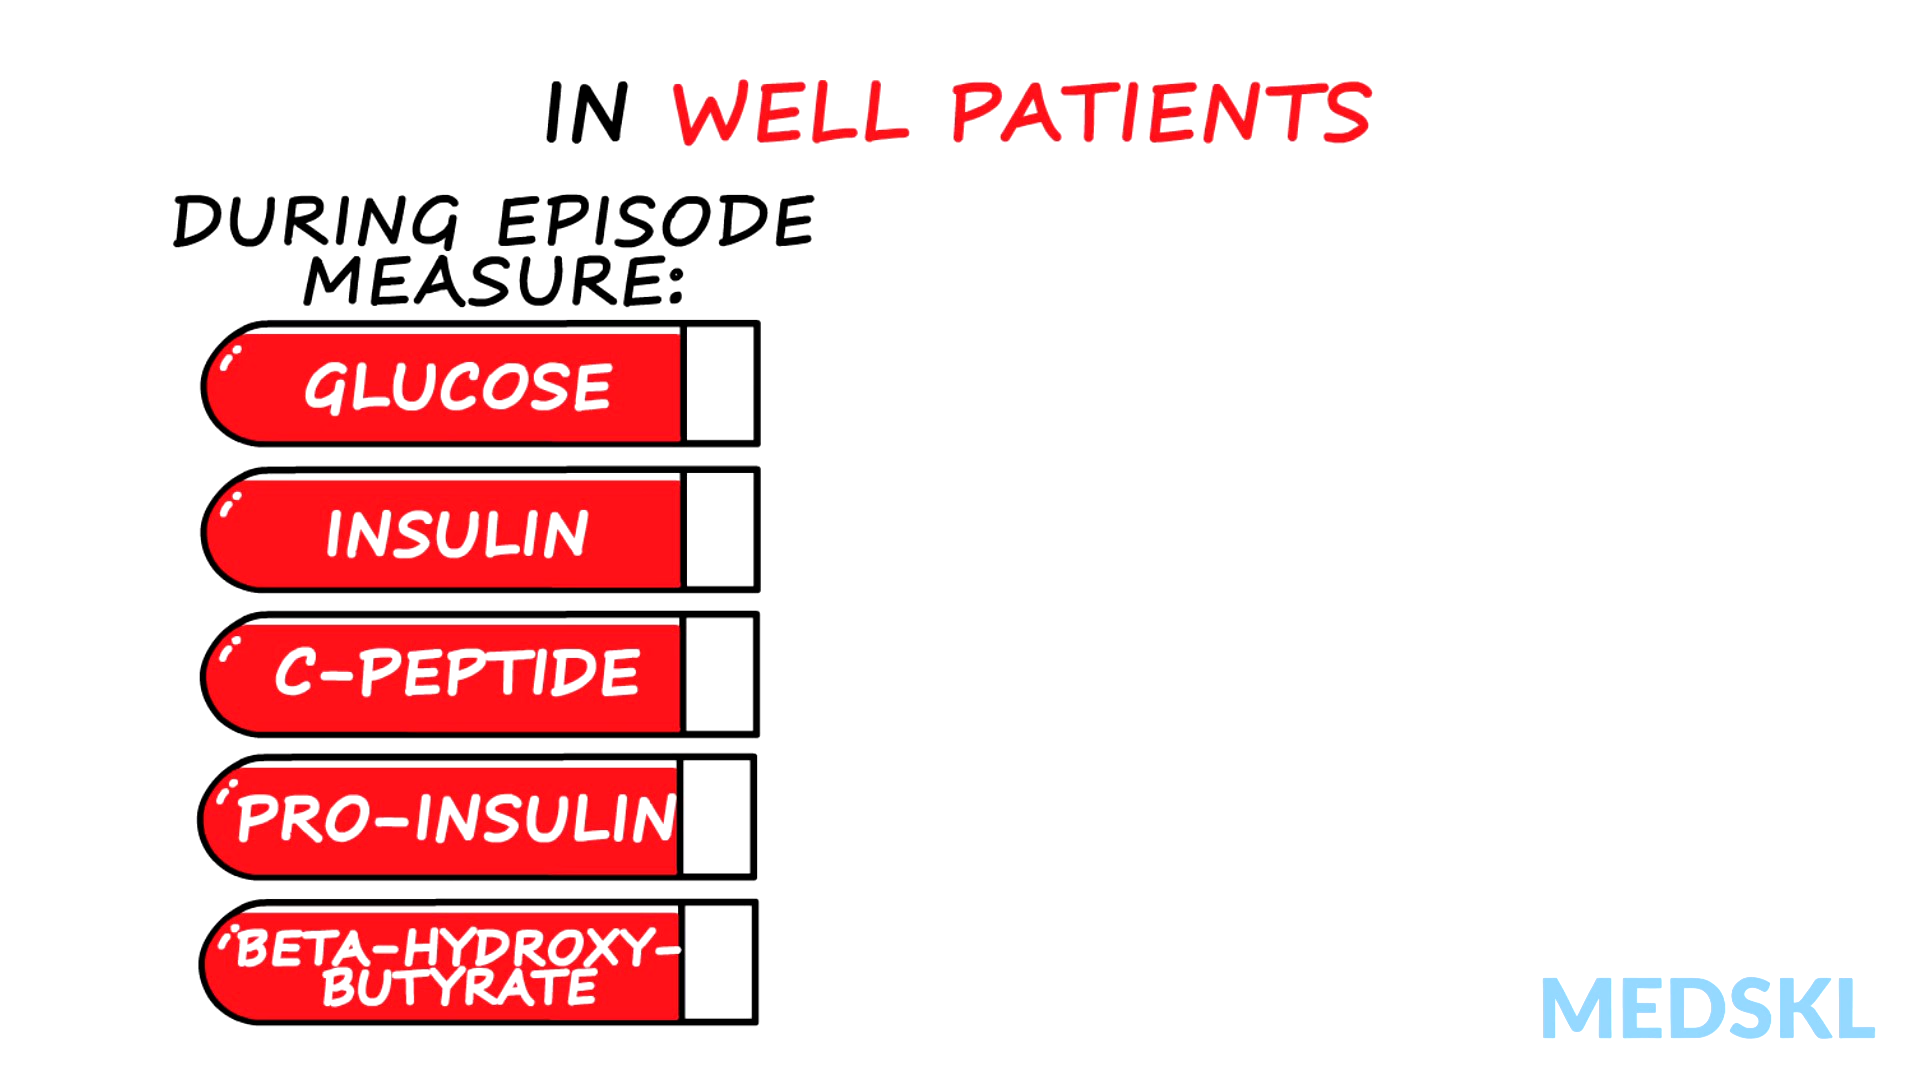 IN WELL PATIENTS
DURING EPISODE
MEASURE:
GLUCOSE
INSULIN
C-PEPTIDE
PRO-INSULIN
BETA-HYDROXY-
BUTYRATE
MEDSKL